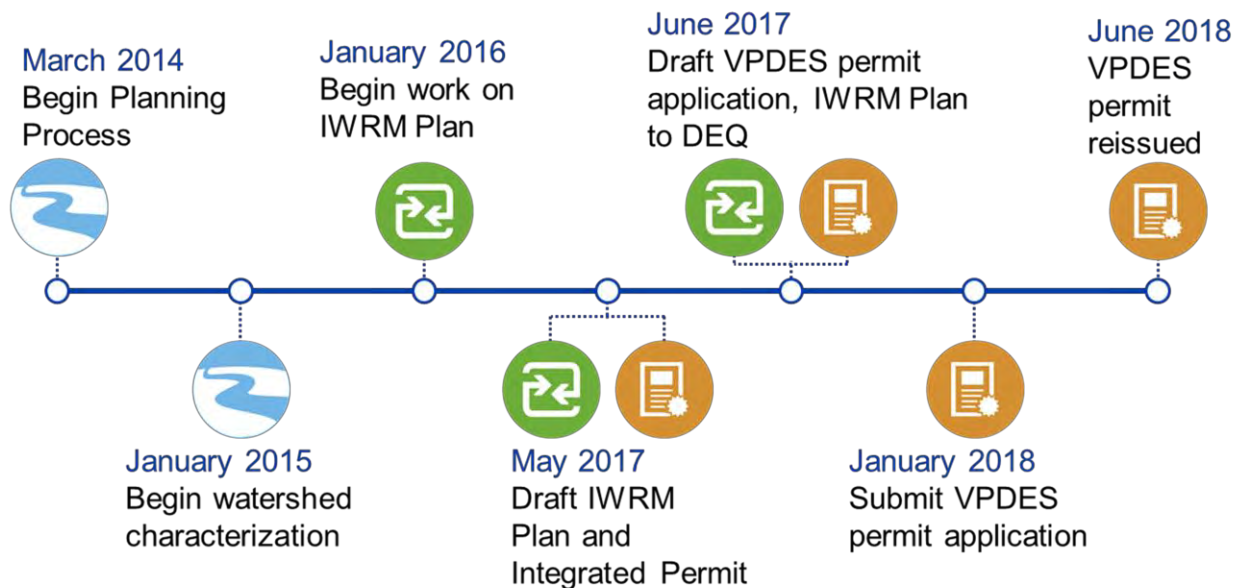 March 2014
Begin Planning
Process
January 2016
Begin work on
IWRM Plan
June 2017
Draft VPDES permit
application, IWRM Plan
to DEQ
June 2018
VPDES
permit
reissued
January 2015
Begin watershed
characterization
May 2017
Draft IWRM
Plan and
Integrated Permit
January 2018
Submit VPDES
permit application